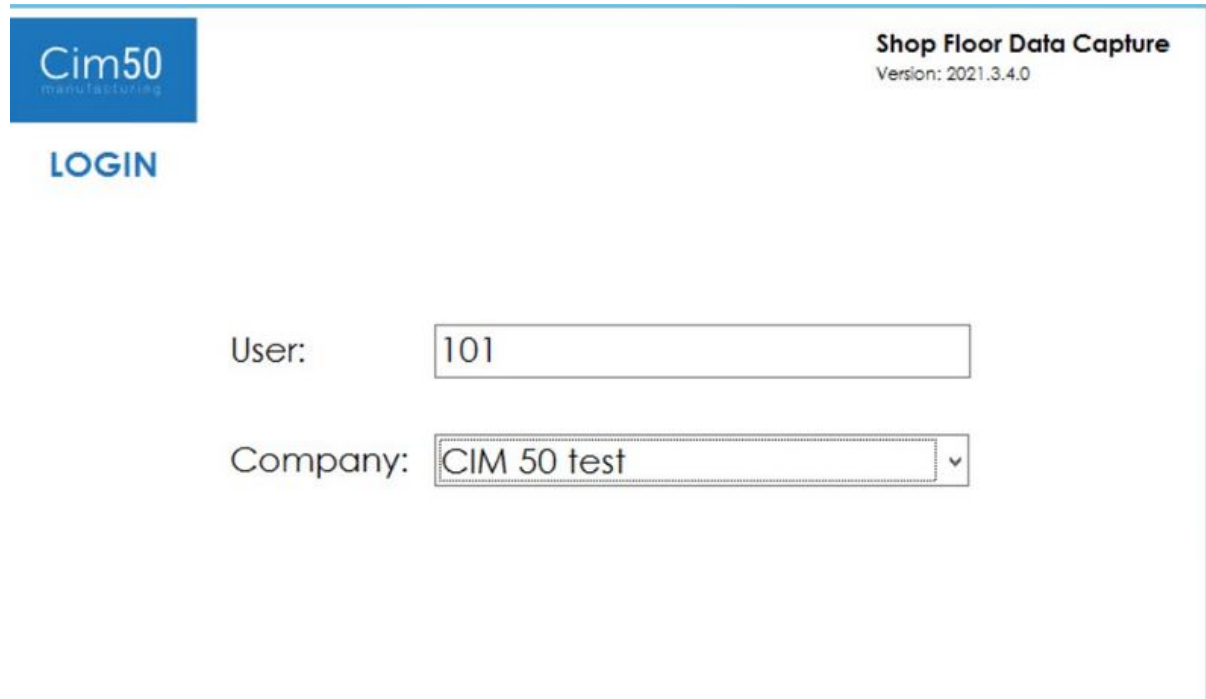 Cim50
manufacturing
Shop Floor Data Capture
Version: 2021.3.4.0
LOGIN
User: 101
Company: CIM 50 test